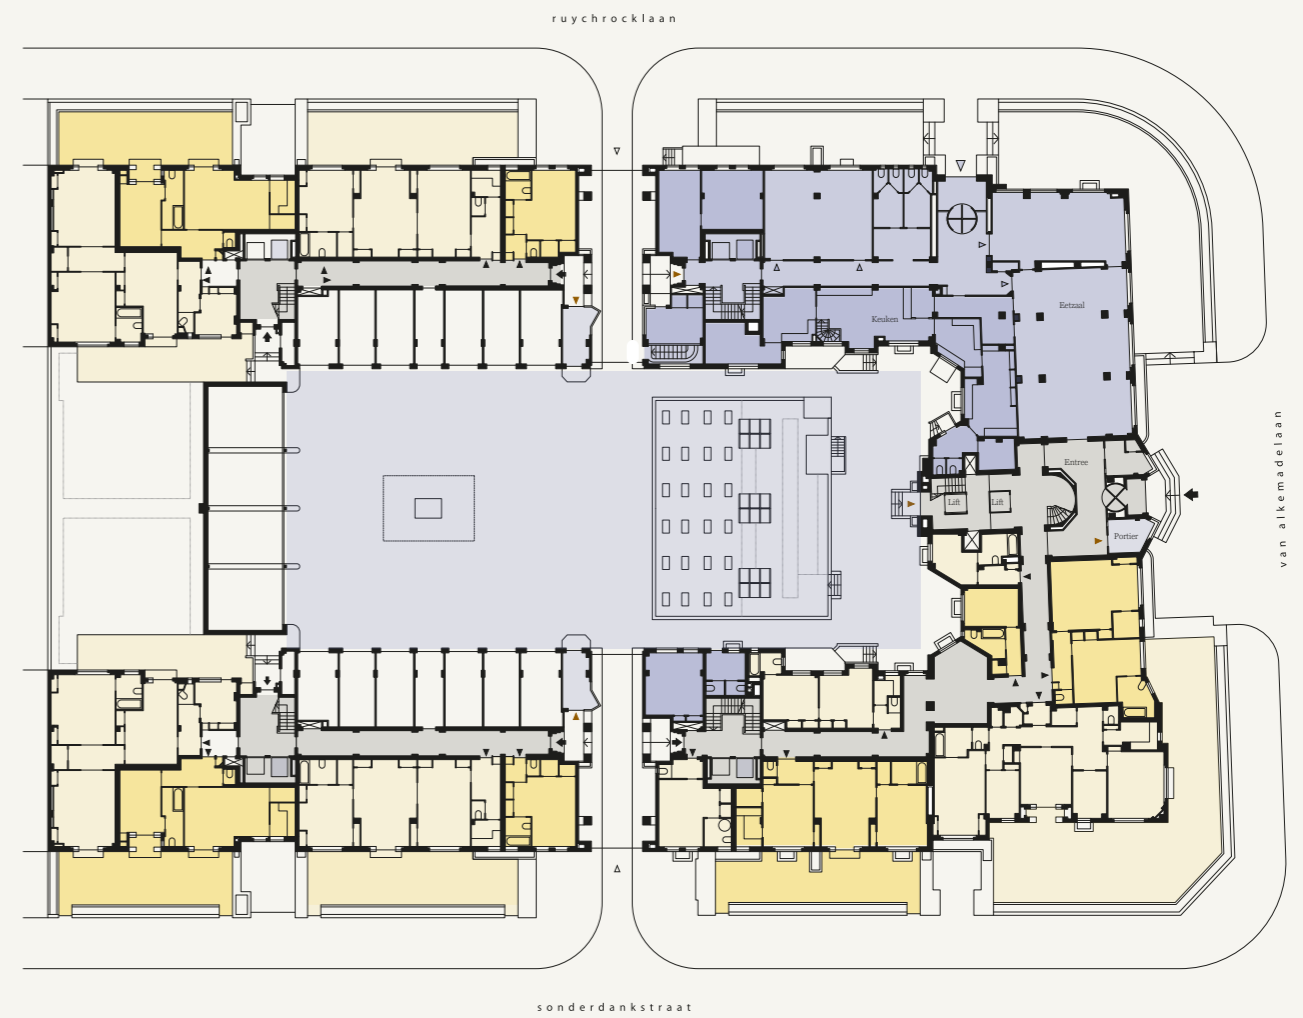 ruychrocklaan
Eetzaal
Keuken
van alkemadelaan
Entree
Lift
Lift
Portier
sonderdankstraat